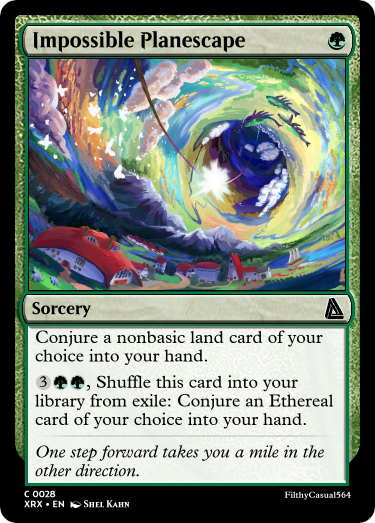 Impossible Planescape
Sorcery
Conjure a nonbasic land card of your
choice into your hand.
3, Shuffle this card into your
library from exile: Conjure an Ethereal
card of your choice into your hand.
One step forward takes you a mile in the
other direction.
C 0028
XRX • EN Shel Kahn
FilthyCasual564